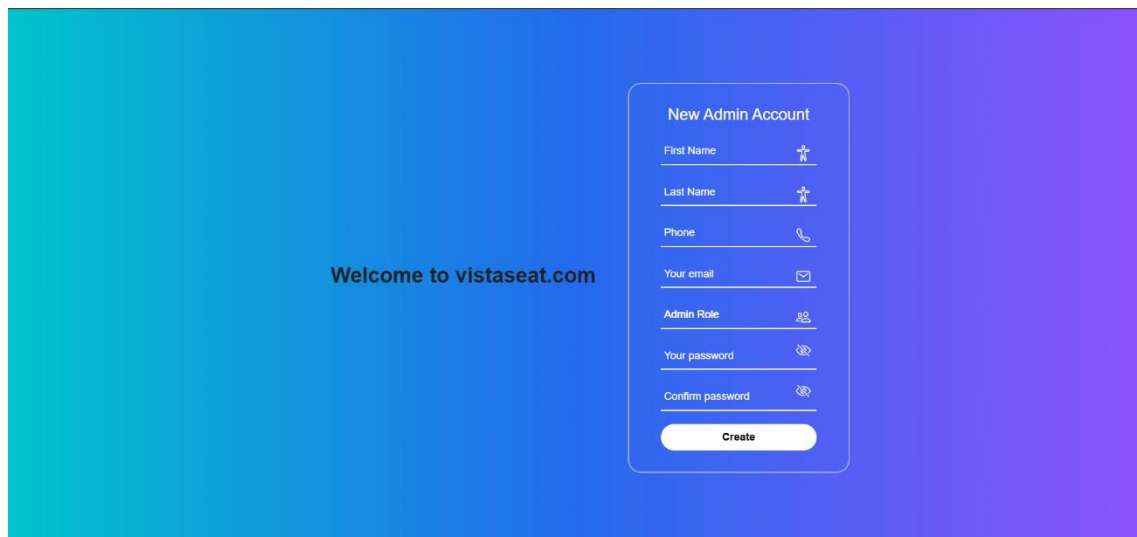 Welcome to vistaseat.com
New Admin Account
First Name
Last Name
Phone
Your email
Admin Role
Your password
Confirm password
Create